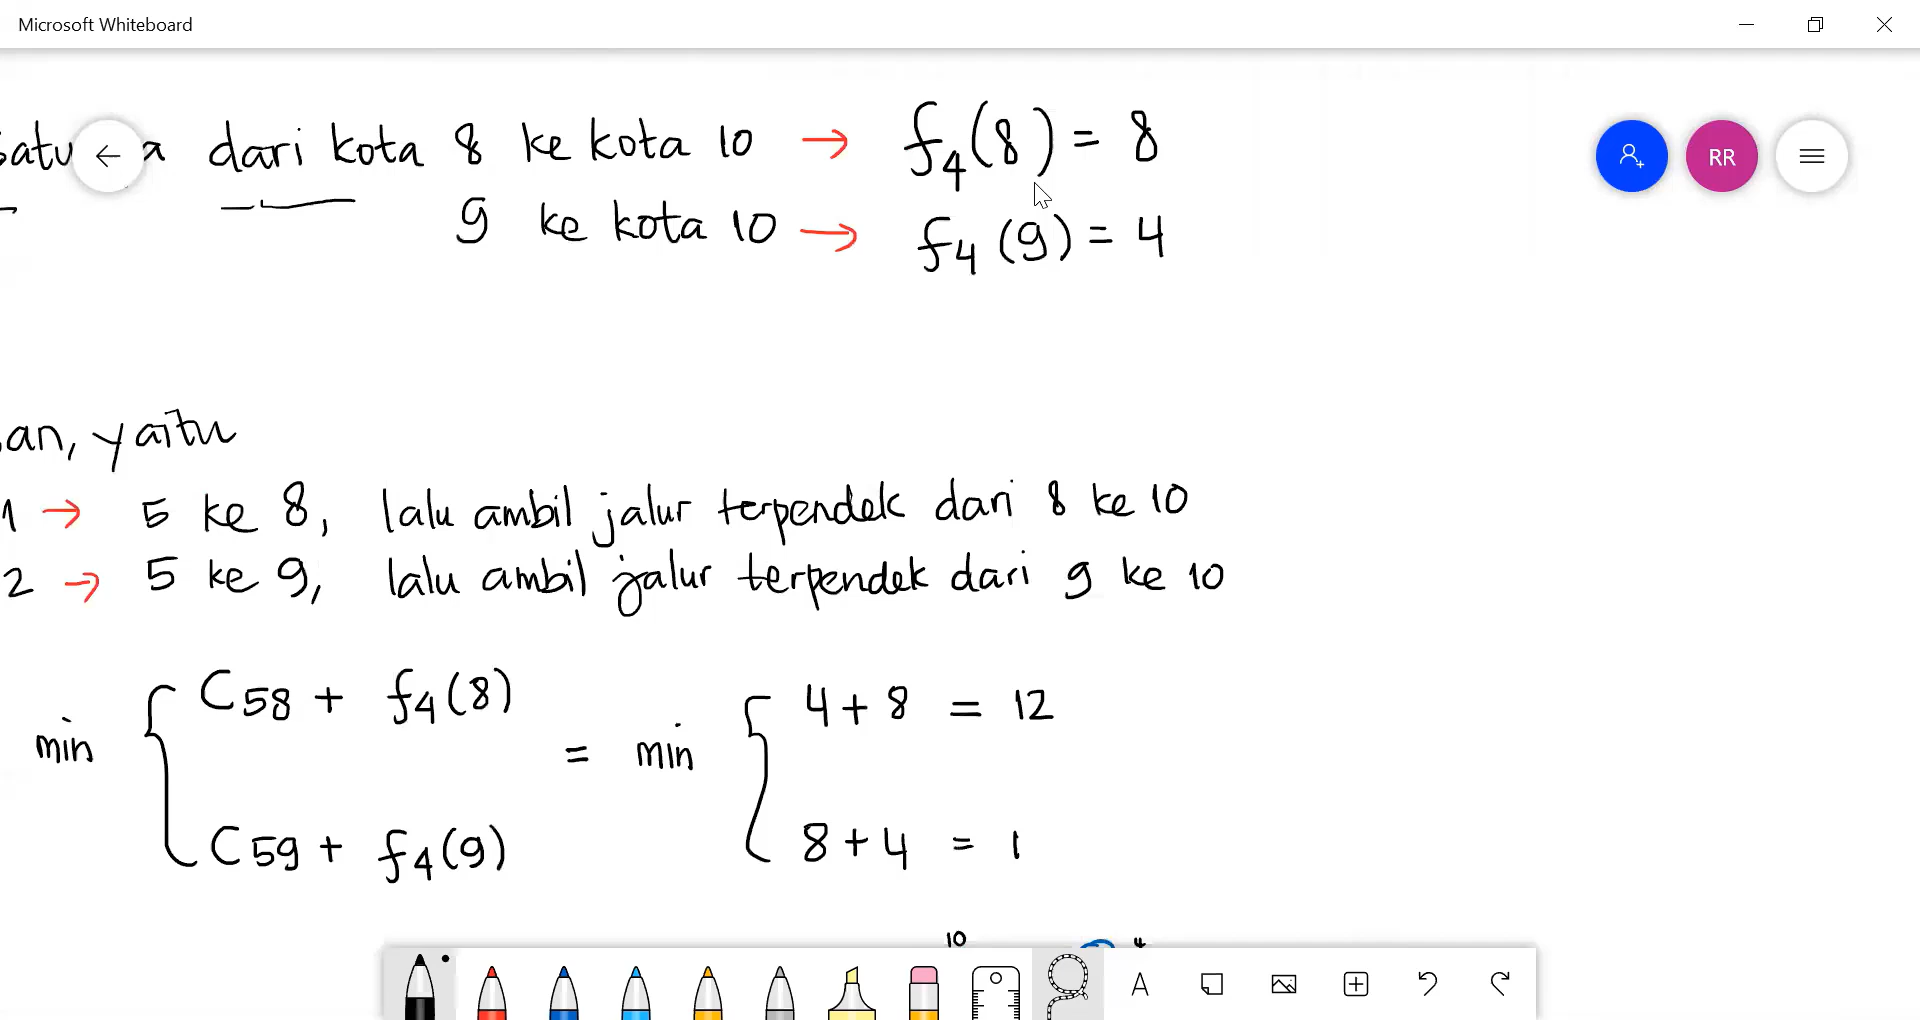 Microsoft Whiteboard
dari kota 8 ke kota 10 → f4(8) = 8
9 ke kota 10 → f4(9) = 4
RR
an, yaitu
1 → 5 ke 8, lalu ambil jalur terpendek dari 8 ke 10
2 → 5 ke 9, lalu ambil jalur terpendek dari 9 ke 10
min { C58 + f4(8) = min { 4 + 8 = 12
C59 + f4(9) 8 + 4 = 1
10
A